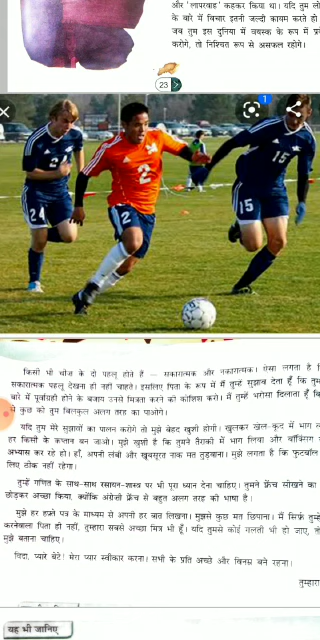 और 'लापरवाह' कहकर किया था। यदि तुम लो
के बारे में विचार इतनी जल्दी कायम करते हो
जब तुम इस दुनिया में वयस्क के रूप में प्र
करोगे, तो निश्चित रूप से असफल रहोगे।
23
1
24
2
2
15
15
किसी भी चीज के दो पहलू होते हैं — सकारात्मक और नकारात्मक। ऐसा लगता है
सकारात्मक पहलू देखना ही नहीं चाहते। इसलिए पिता के रूप में मैं तुम्हें सुझाव देता हूँ कि तुम
बारे में पूर्वाग्रही होने के बजाय उनसे मित्रता करने की कोशिश करो। मैं तुम्हें भरोसा दिलाता हूँ
से कुछ को तुम बिलकुल अलग तरह का पाओगे।
यदि तुम मेरे सुझावों का पालन करोगे तो मुझे बेहद खुशी होगी। खुलकर खेल-कूद में भाग
हर किसी के कप्तान बन जाओ। मुझे खुशी है कि तुमने तैराकी में भाग लिया और बॉक्सिंग
अभ्यास कर रहे हो। हाँ, अपनी लंबी और खूबसूरत नाक मत तुड़वाना। मुझे लगता है कि फुटबॉल
लिए ठीक नहीं रहेगा।
तुम्हें गणित के साथ-साथ रसायन-शास्त्र पर भी पूरा ध्यान देना चाहिए। तुमने फ्रेंच सीखने का
छोड़कर अच्छा किया, क्योंकि अंग्रेजी फ्रेंच से बहुत अलग तरह की भाषा है।
मुझे हर हफ़्ते पत्र के माध्यम से अपनी हर बात लिखना। मुझसे कुछ मत छिपाना। मैं सिर्फ़ तुम्हें
करनेवाला पिता ही नहीं, तुम्हारा सबसे अच्छा मित्र भी हूँ। यदि तुमसे कोई गलती भी हो जाए,
मुझे बताना चाहिए।
विदा, प्यारे बेटे! मेरा प्यार स्वीकार करना। सभी के प्रति अच्छे और विनम्र बने रहना।
तुम्हारा
यह भी जानिए